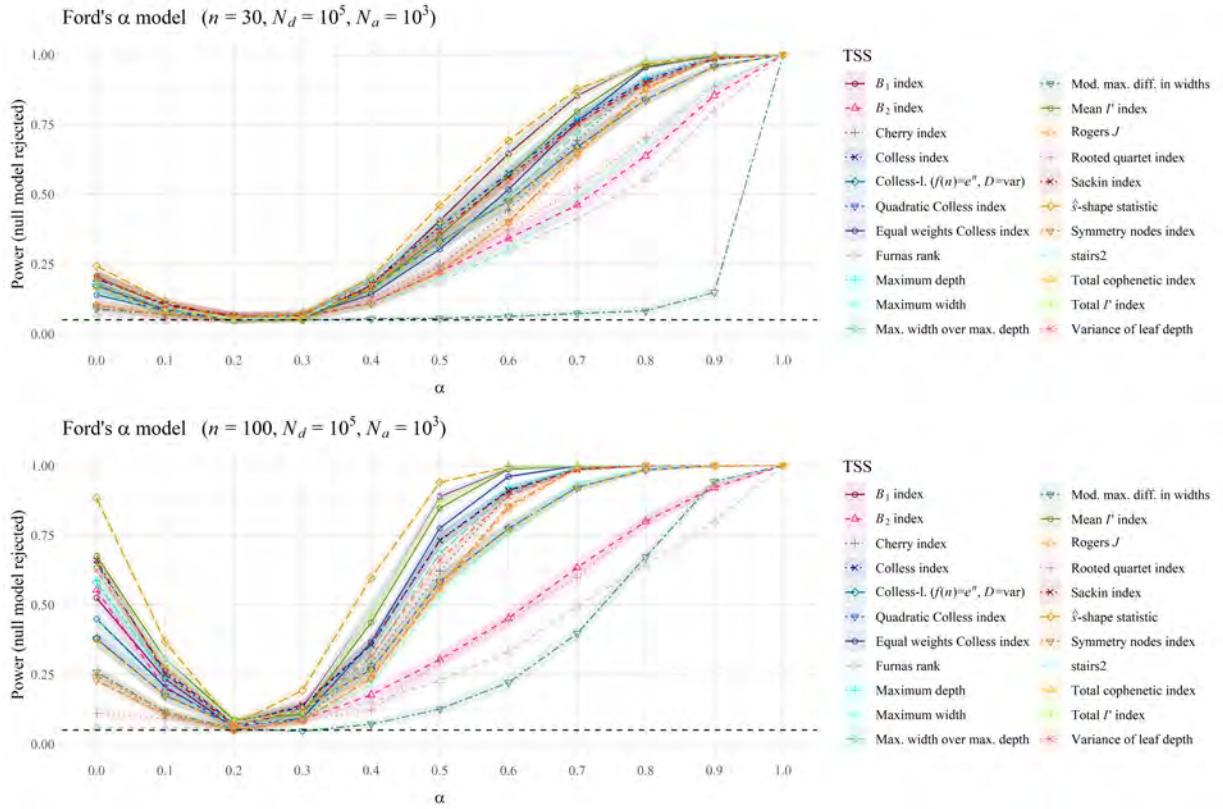 Ford's α model (n = 30, N_d = 10^5, N_a = 10^3)
Power (null model rejected)
1.00
0.75
0.50
0.25
0.00
0.0 0.1 0.2 0.3 0.4 0.5 0.6 0.7 0.8 0.9 1.0
α
TSS
B_1 index
B_2 index
Cherry index
Colless index
Colless-l. (f(n)=e^n, D=var)
Quadratic Colless index
Equal weights Colless index
Furnas rank
Maximum depth
Maximum width
Max. width over max. depth
Mod. max. diff. in widths
Mean I' index
Rogers J
Rooted quartet index
Sackin index
ŝ-shape statistic
Symmetry nodes index
stairs2
Total cophenetic index
Total I' index
Variance of leaf depth
Ford's α model (n = 100, N_d = 10^5, N_a = 10^3)
Power (null model rejected)
1.00
0.75
0.50
0.25
0.00
0.0 0.1 0.2 0.3 0.4 0.5 0.6 0.7 0.8 0.9 1.0
α
TSS
B_1 index
B_2 index
Cherry index
Colless index
Colless-l. (f(n)=e^n, D=var)
Quadratic Colless index
Equal weights Colless index
Furnas rank
Maximum depth
Maximum width
Max. width over max. depth
Mod. max. diff. in widths
Mean I' index
Rogers J
Rooted quartet index
Sackin index
ŝ-shape statistic
Symmetry nodes index
stairs2
Total cophenetic index
Total I' index
Variance of leaf depth